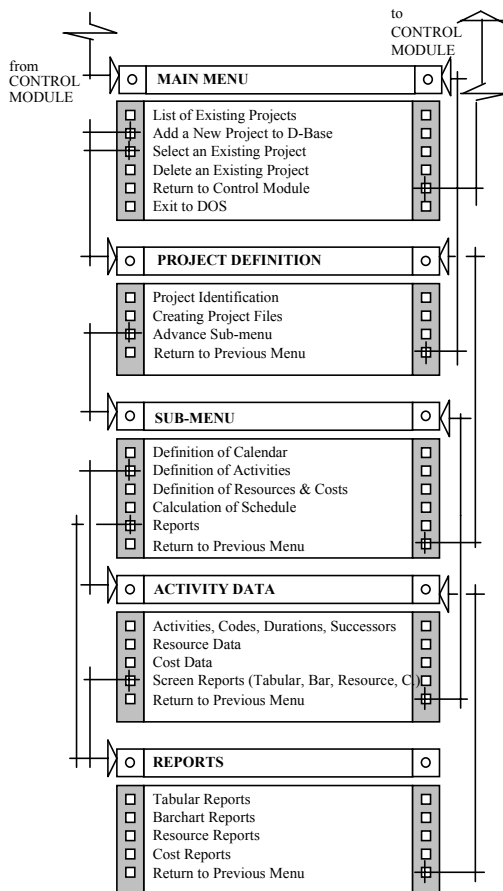 to
CONTROL
MODULE
from
CONTROL
MODULE
MAIN MENU
List of Existing Projects
Add a New Project to D-Base
Select an Existing Project
Delete an Existing Project
Return to Control Module
Exit to DOS
PROJECT DEFINITION
Project Identification
Creating Project Files
Advance Sub-menu
Return to Previous Menu
SUB-MENU
Definition of Calendar
Definition of Activities
Definition of Resources & Costs
Calculation of Schedule
Reports
Return to Previous Menu
ACTIVITY DATA
Activities, Codes, Durations, Successors
Resource Data
Cost Data
Screen Reports (Tabular, Bar, Resource, C.)
Return to Previous Menu
REPORTS
Tabular Reports
Barchart Reports
Resource Reports
Cost Reports
Return to Previous Menu